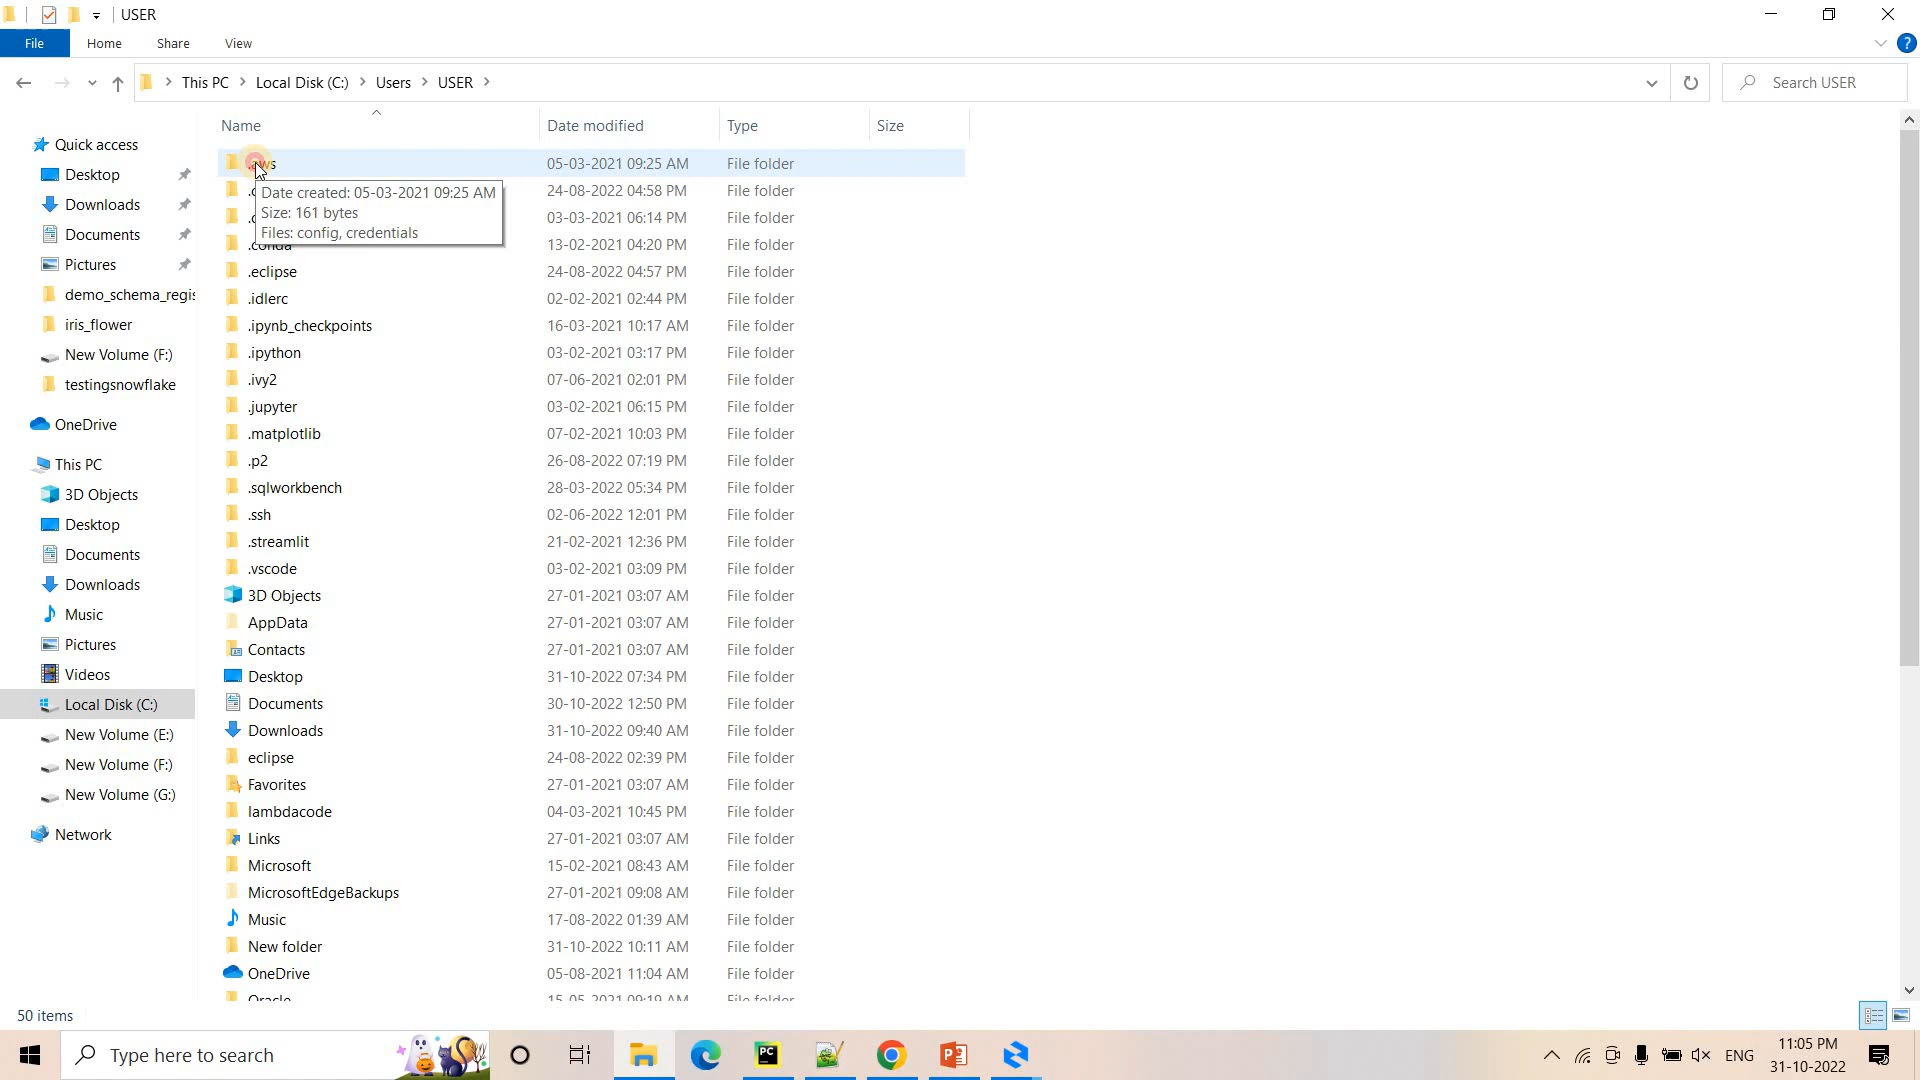 USER
File Home Share View
This PC Local Disk (C:) Users USER
Search USER
Name Date modified Type Size
Quick access
Desktop
Downloads
Documents
Pictures
demo_schema_regis
iris_flower
New Volume (F:)
testingsnowflake
OneDrive
This PC
3D Objects
Desktop
Documents
Downloads
Music
Pictures
Videos
Local Disk (C:)
New Volume (E:)
New Volume (F:)
New Volume (G:)
Network
.aws 05-03-2021 09:25 AM File folder
24-08-2022 04:58 PM File folder
03-03-2021 06:14 PM File folder
Date created: 05-03-2021 09:25 AM
Size: 161 bytes
Files: config, credentials
.conda 13-02-2021 04:20 PM File folder
.eclipse 24-08-2022 04:57 PM File folder
.idlerc 02-02-2021 02:44 PM File folder
.ipynb_checkpoints 16-03-2021 10:17 AM File folder
.ipython 03-02-2021 03:17 PM File folder
.ivy2 07-06-2021 02:01 PM File folder
.jupyter 03-02-2021 06:15 PM File folder
.matplotlib 07-02-2021 10:03 PM File folder
.p2 26-08-2022 07:19 PM File folder
.sqlworkbench 28-03-2022 05:34 PM File folder
.ssh 02-06-2022 12:01 PM File folder
.streamlit 21-02-2021 12:36 PM File folder
.vscode 03-02-2021 03:09 PM File folder
3D Objects 27-01-2021 03:07 AM File folder
AppData 27-01-2021 03:07 AM File folder
Contacts 27-01-2021 03:07 AM File folder
Desktop 31-10-2022 07:34 PM File folder
Documents 30-10-2022 12:50 PM File folder
Downloads 31-10-2022 09:40 AM File folder
eclipse 24-08-2022 02:39 PM File folder
Favorites 27-01-2021 03:07 AM File folder
lambdacode 04-03-2021 10:45 PM File folder
Links 27-01-2021 03:07 AM File folder
Microsoft 15-02-2021 08:43 AM File folder
MicrosoftEdgeBackups 27-01-2021 09:08 AM File folder
Music 17-08-2022 01:39 AM File folder
New folder 31-10-2022 10:11 AM File folder
OneDrive 05-08-2021 11:04 AM File folder
Oracle 15-05-2021 09:19 AM File folder
50 items
Type here to search
PC
ENG
11:05 PM
31-10-2022